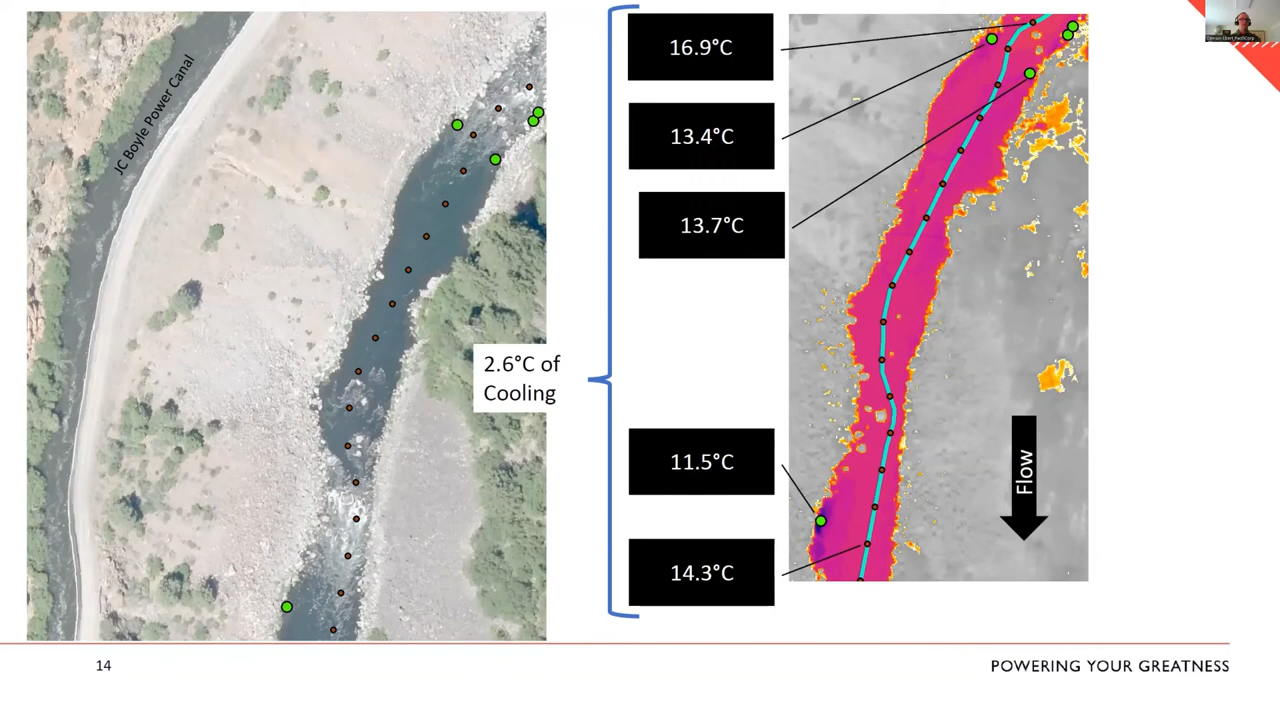 JC Boyle Power Canal
2.6°C of
Cooling
16.9°C
13.4°C
13.7°C
11.5°C
14.3°C
Flow
14
POWERING YOUR GREATNESS